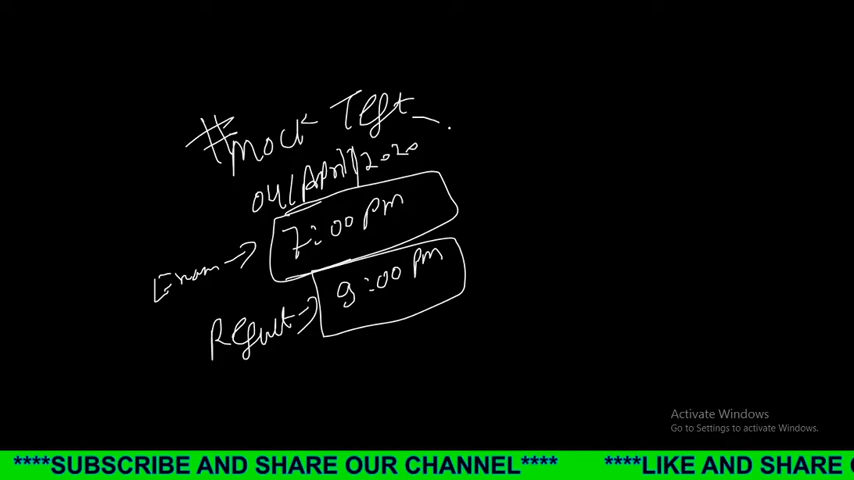 #mock Test
04/April/2020
Exam → 7:00 pm
Result → 9:00 pm
Activate Windows
Go to Settings to activate Windows.
****SUBSCRIBE AND SHARE OUR CHANNEL**** ****LIKE AND SHARE O